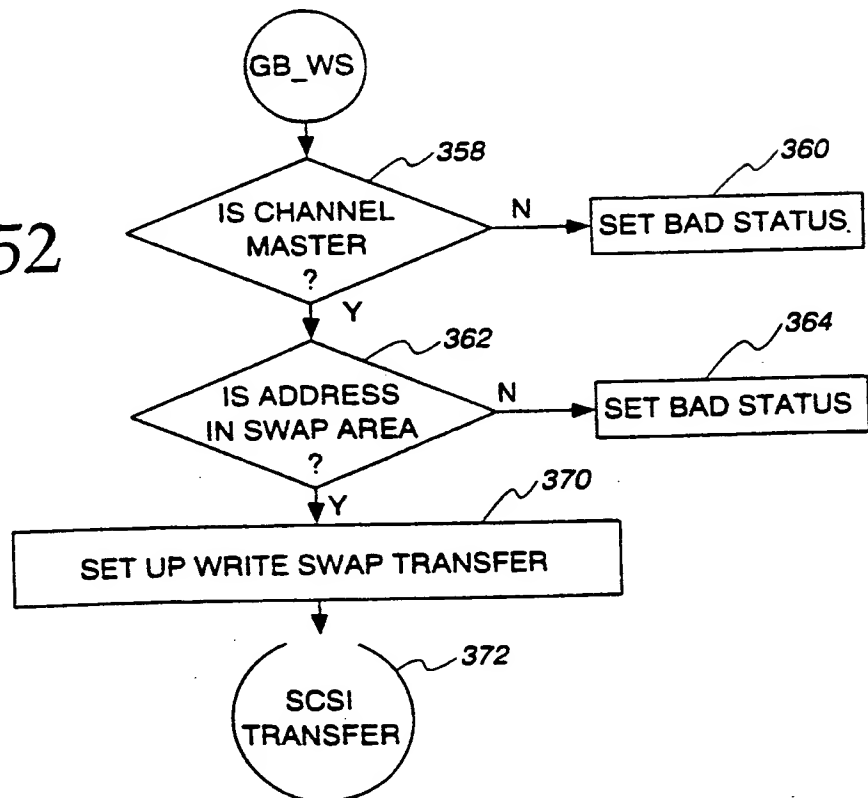 GB_WS
358
IS CHANNEL
MASTER
?
N
360
SET BAD STATUS.
52
Y
362
IS ADDRESS
IN SWAP AREA
?
N
364
SET BAD STATUS
Y
370
SET UP WRITE SWAP TRANSFER
372
SCSI
TRANSFER